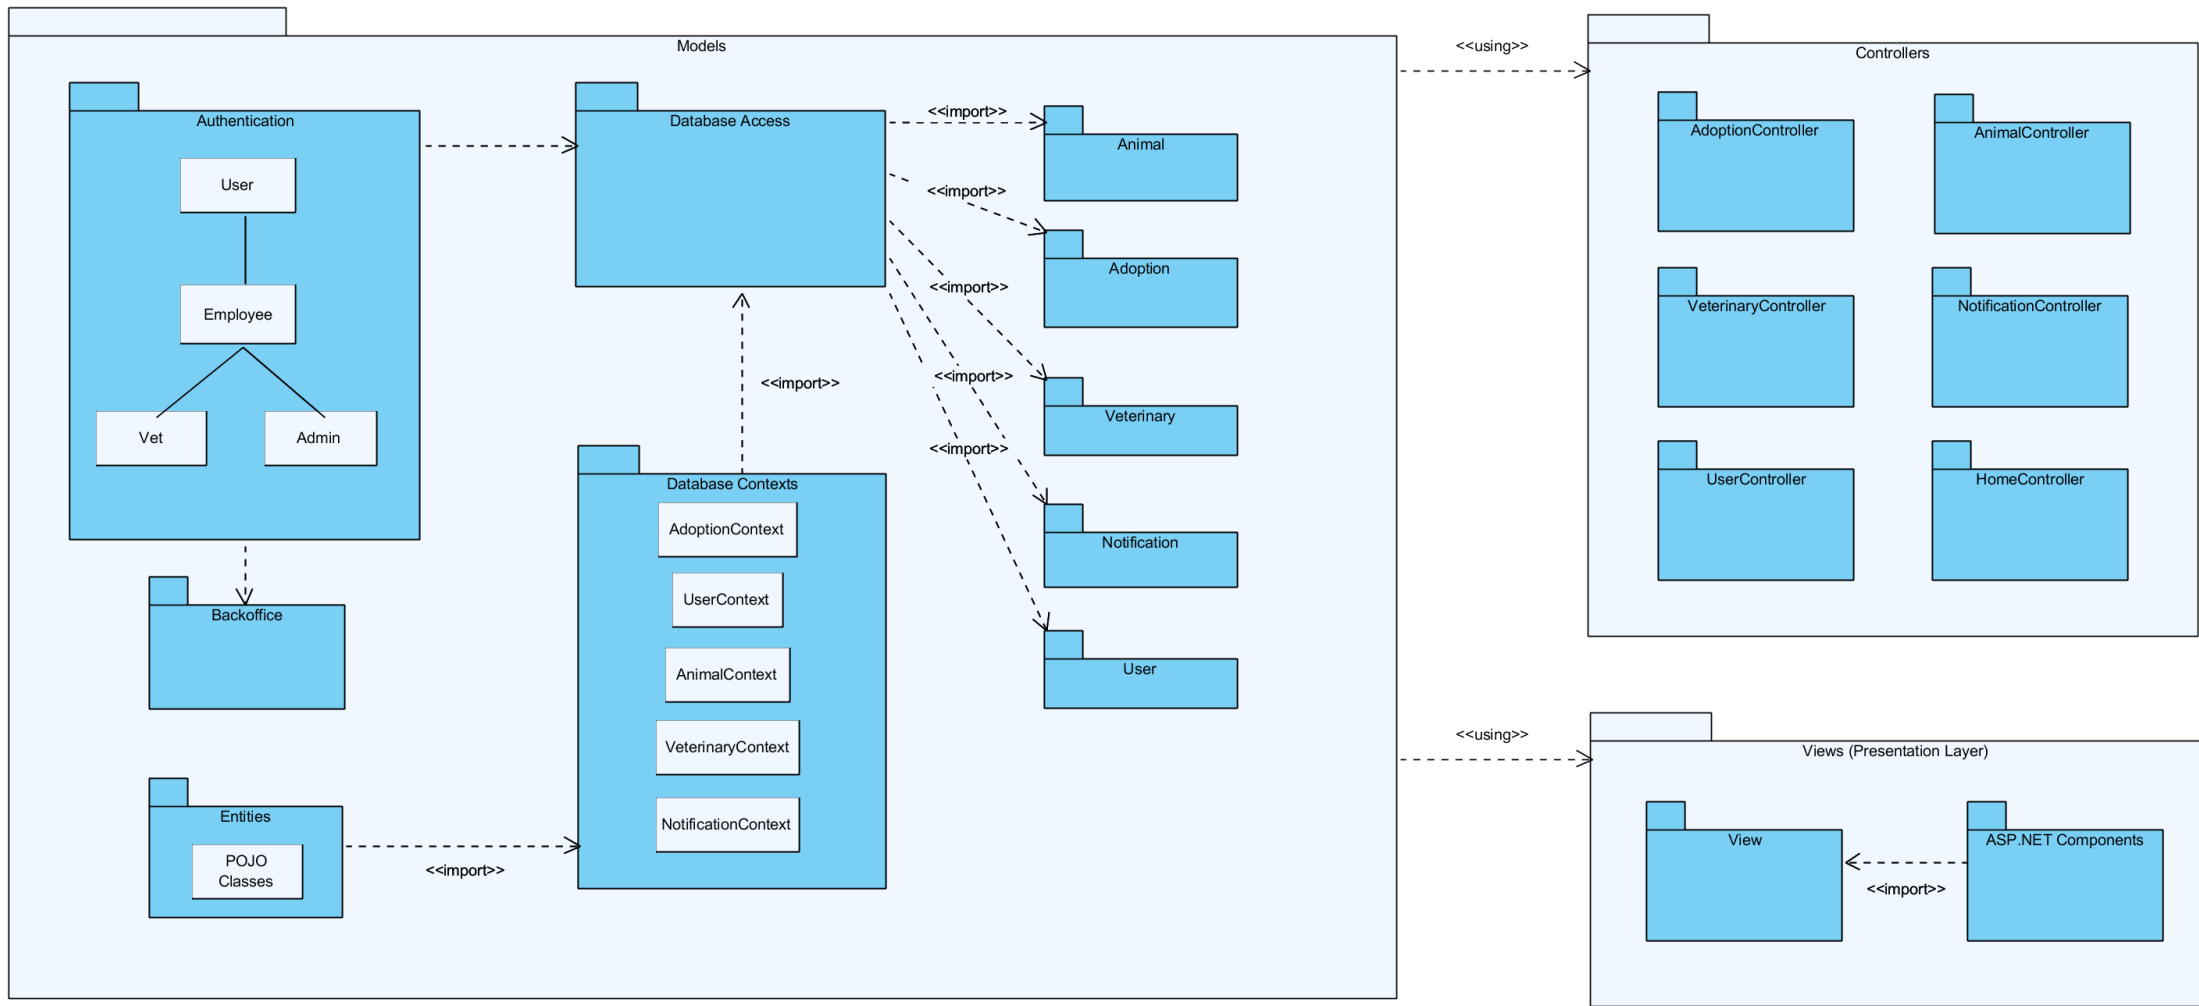 Models
Authentication
User
Employee
Vet
Admin
Backoffice
Entities
POJO
Classes
<<import>>
Database Access
<<import>>
Database Contexts
AdoptionContext
UserContext
AnimalContext
VeterinaryContext
NotificationContext
<<import>>
<<import>>
<<import>>
<<import>>
<<import>>
Animal
Adoption
Veterinary
Notification
User
<<using>>
<<using>>
Controllers
AdoptionController
AnimalController
VeterinaryController
NotificationController
UserController
HomeController
Views (Presentation Layer)
View
<<import>>
ASP.NET Components